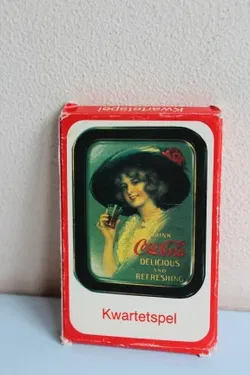 Kwartetspel
DRINK
Coca-Cola
DELICIOUS
AND
REFRESHING
Kwartetspel